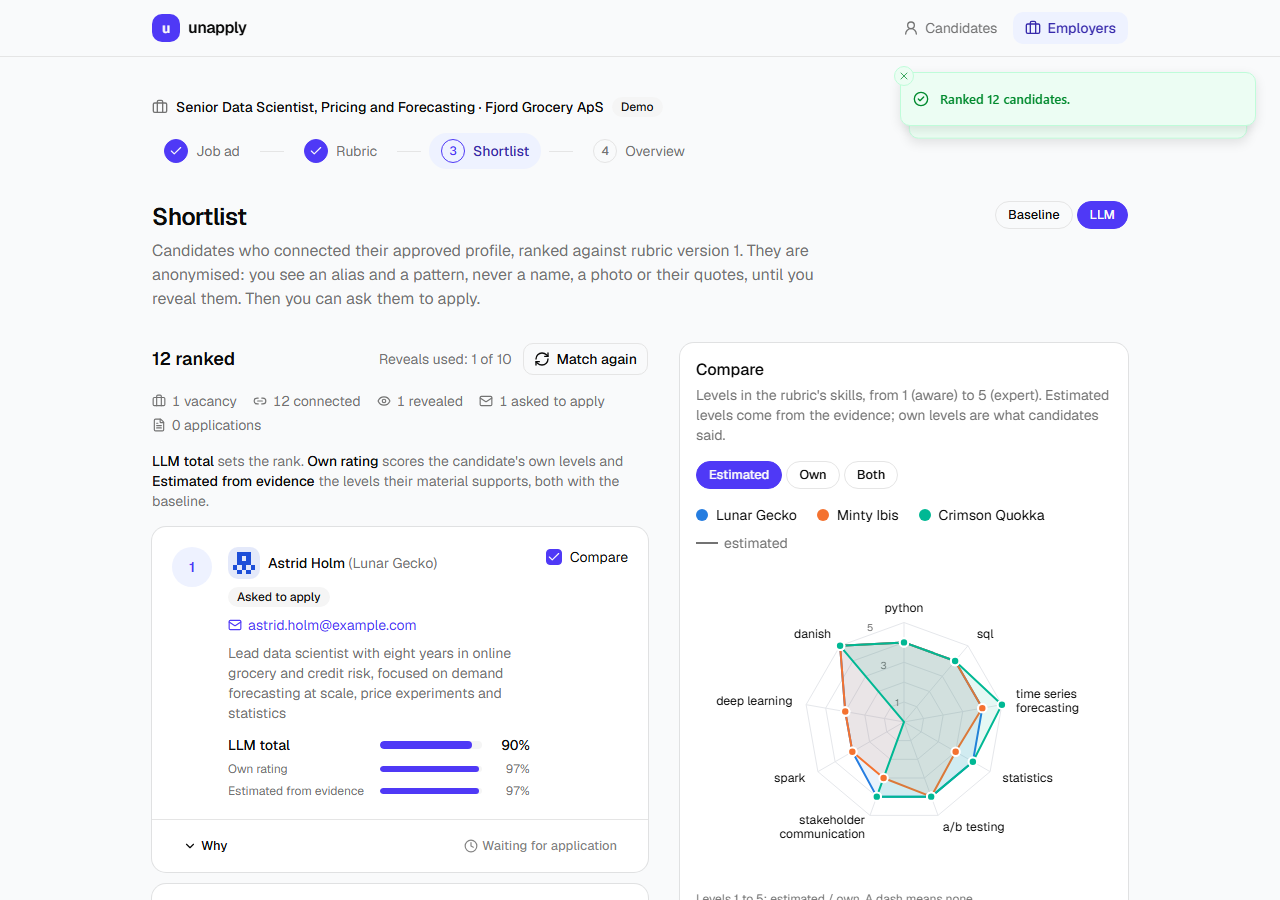 u unapply
Candidates
Employers
Ranked 12 candidates.
Senior Data Scientist, Pricing and Forecasting · Fjord Grocery ApS Demo
Job ad
Rubric
3 Shortlist
4 Overview
Shortlist
Baseline
LLM
Candidates who connected their approved profile, ranked against rubric version 1. They are
anonymised: you see an alias and a pattern, never a name, a photo or their quotes, until you
reveal them. Then you can ask them to apply.
12 ranked
Reveals used: 1 of 10
Match again
1 vacancy
12 connected
1 revealed
1 asked to apply
0 applications
LLM total sets the rank. Own rating scores the candidate's own levels and
Estimated from evidence the levels their material supports, both with the
baseline.
1
Astrid Holm (Lunar Gecko)
Compare
Asked to apply
astrid.holm@example.com
Lead data scientist with eight years in online
grocery and credit risk, focused on demand
forecasting at scale, price experiments and
statistics
LLM total 90%
Own rating 97%
Estimated from evidence 97%
Why
Waiting for application
Compare
Levels in the rubric's skills, from 1 (aware) to 5 (expert). Estimated
levels come from the evidence; own levels are what candidates
said.
Estimated
Own
Both
Lunar Gecko
Minty Ibis
Crimson Quokka
estimated
python
sql
time series
forecasting
statistics
a/b testing
stakeholder
communication
spark
deep learning
danish
5
3
1
Levels 1 to 5: estimated / own. A dash means none.